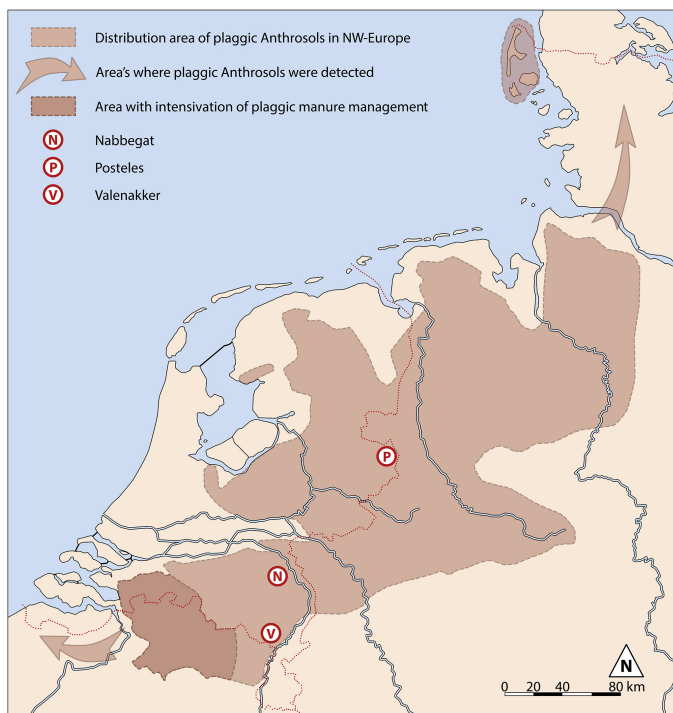 Distribution area of plaggic Anthrosols in NW-Europe
Area's where plaggic Anthrosols were detected
Area with intensivation of plaggic manure management
N Nabbegat
P Posteles
V Valenakker
P
N
V
N
0 20 40 80 km